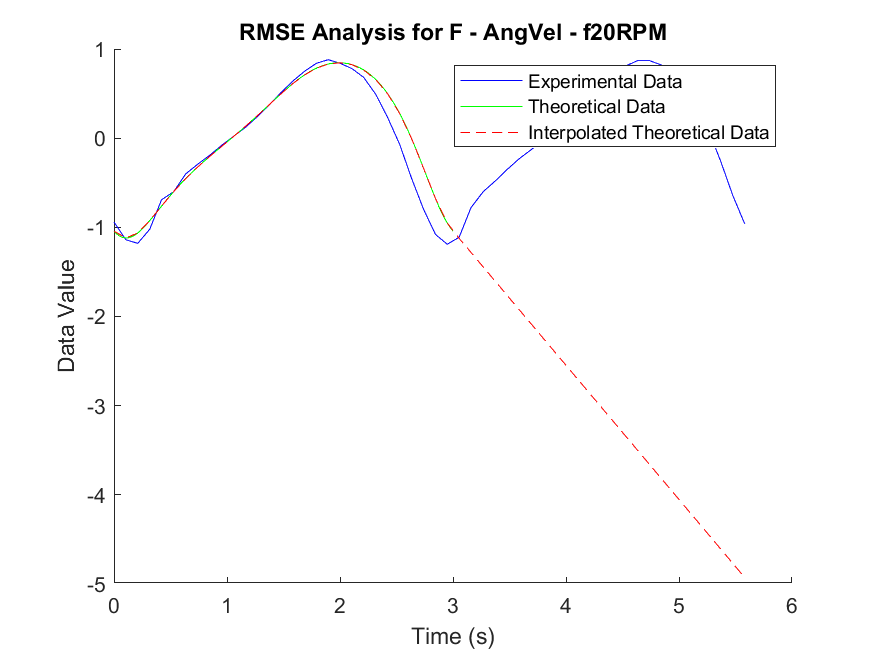 RMSE Analysis for F - AngVel - f20RPM
Experimental Data
Theoretical Data
Interpolated Theoretical Data
1
0
-1
-2
-3
-4
-5
Data Value
0 1 2 3 4 5 6
Time (s)